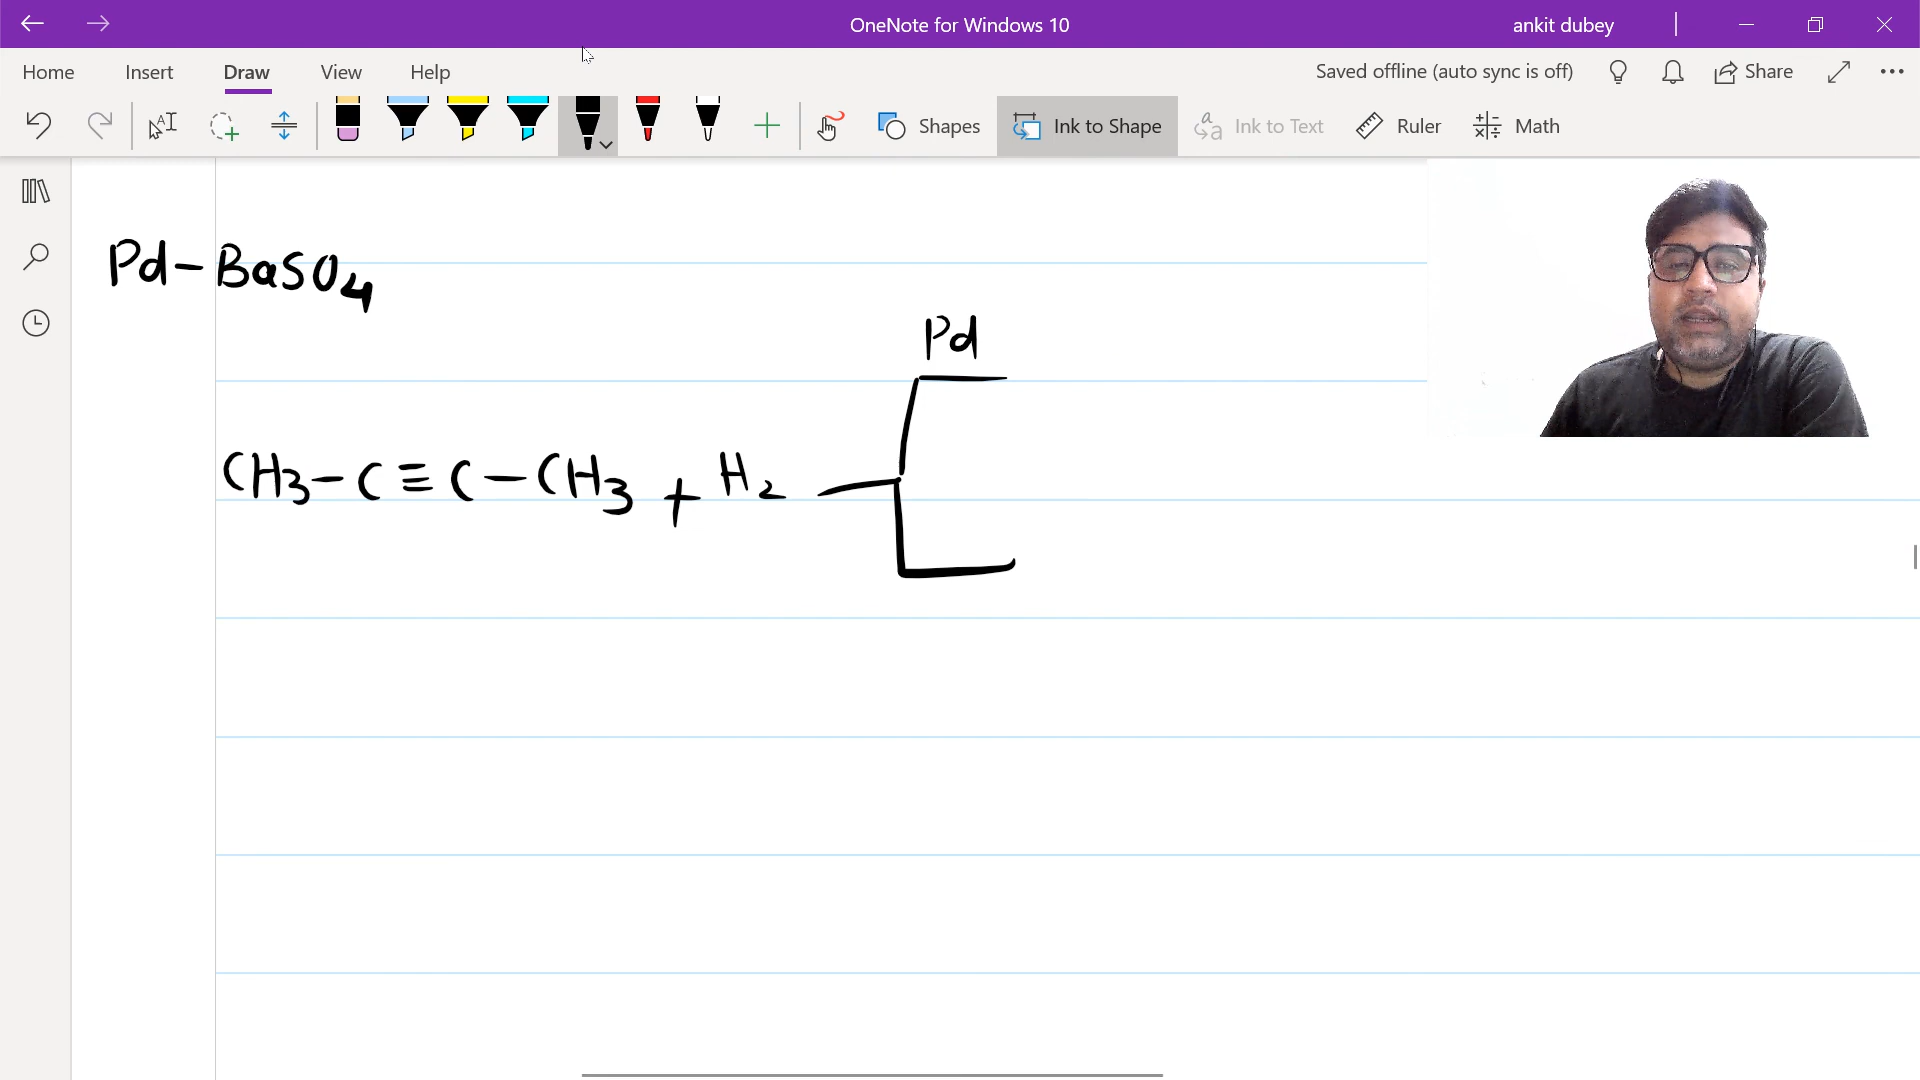 OneNote for Windows 10
ankit dubey
Home Insert Draw View Help
Saved offline (auto sync is off) Share
Shapes Ink to Shape Ink to Text Ruler Math
Pd-BaSO4
Pd
CH3-C≡C-CH3 + H2